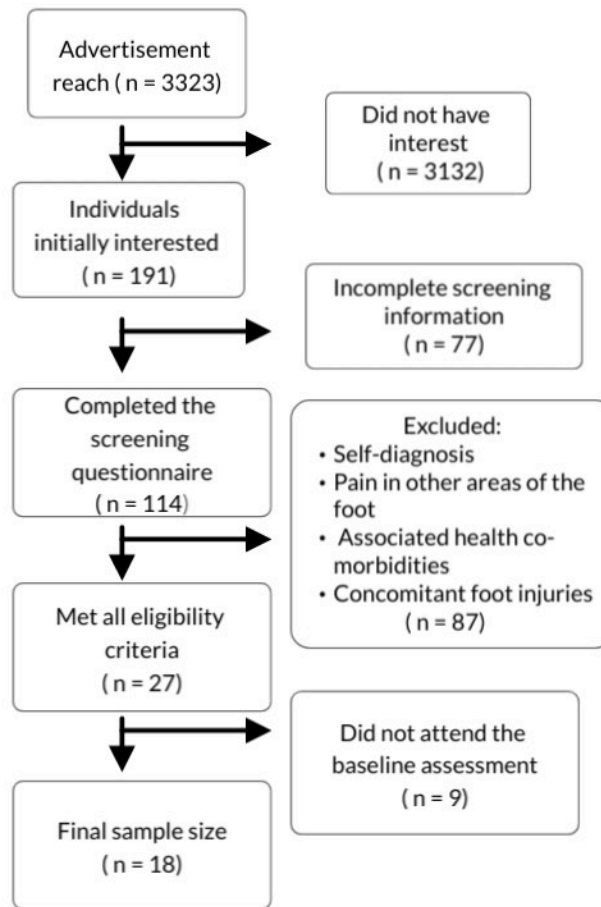 Advertisement
reach ( n = 3323)
Did not have
interest
( n = 3132)
Individuals
initially interested
( n = 191)
Incomplete screening
information
( n = 77)
Completed the
screening
questionnaire
( n = 114)
Excluded:
• Self-diagnosis
• Pain in other areas of the
foot
• Associated health co-
morbidities
• Concomitant foot injuries
( n = 87)
Met all eligibility
criteria
( n = 27)
Did not attend the
baseline assessment
( n = 9)
Final sample size
( n = 18)